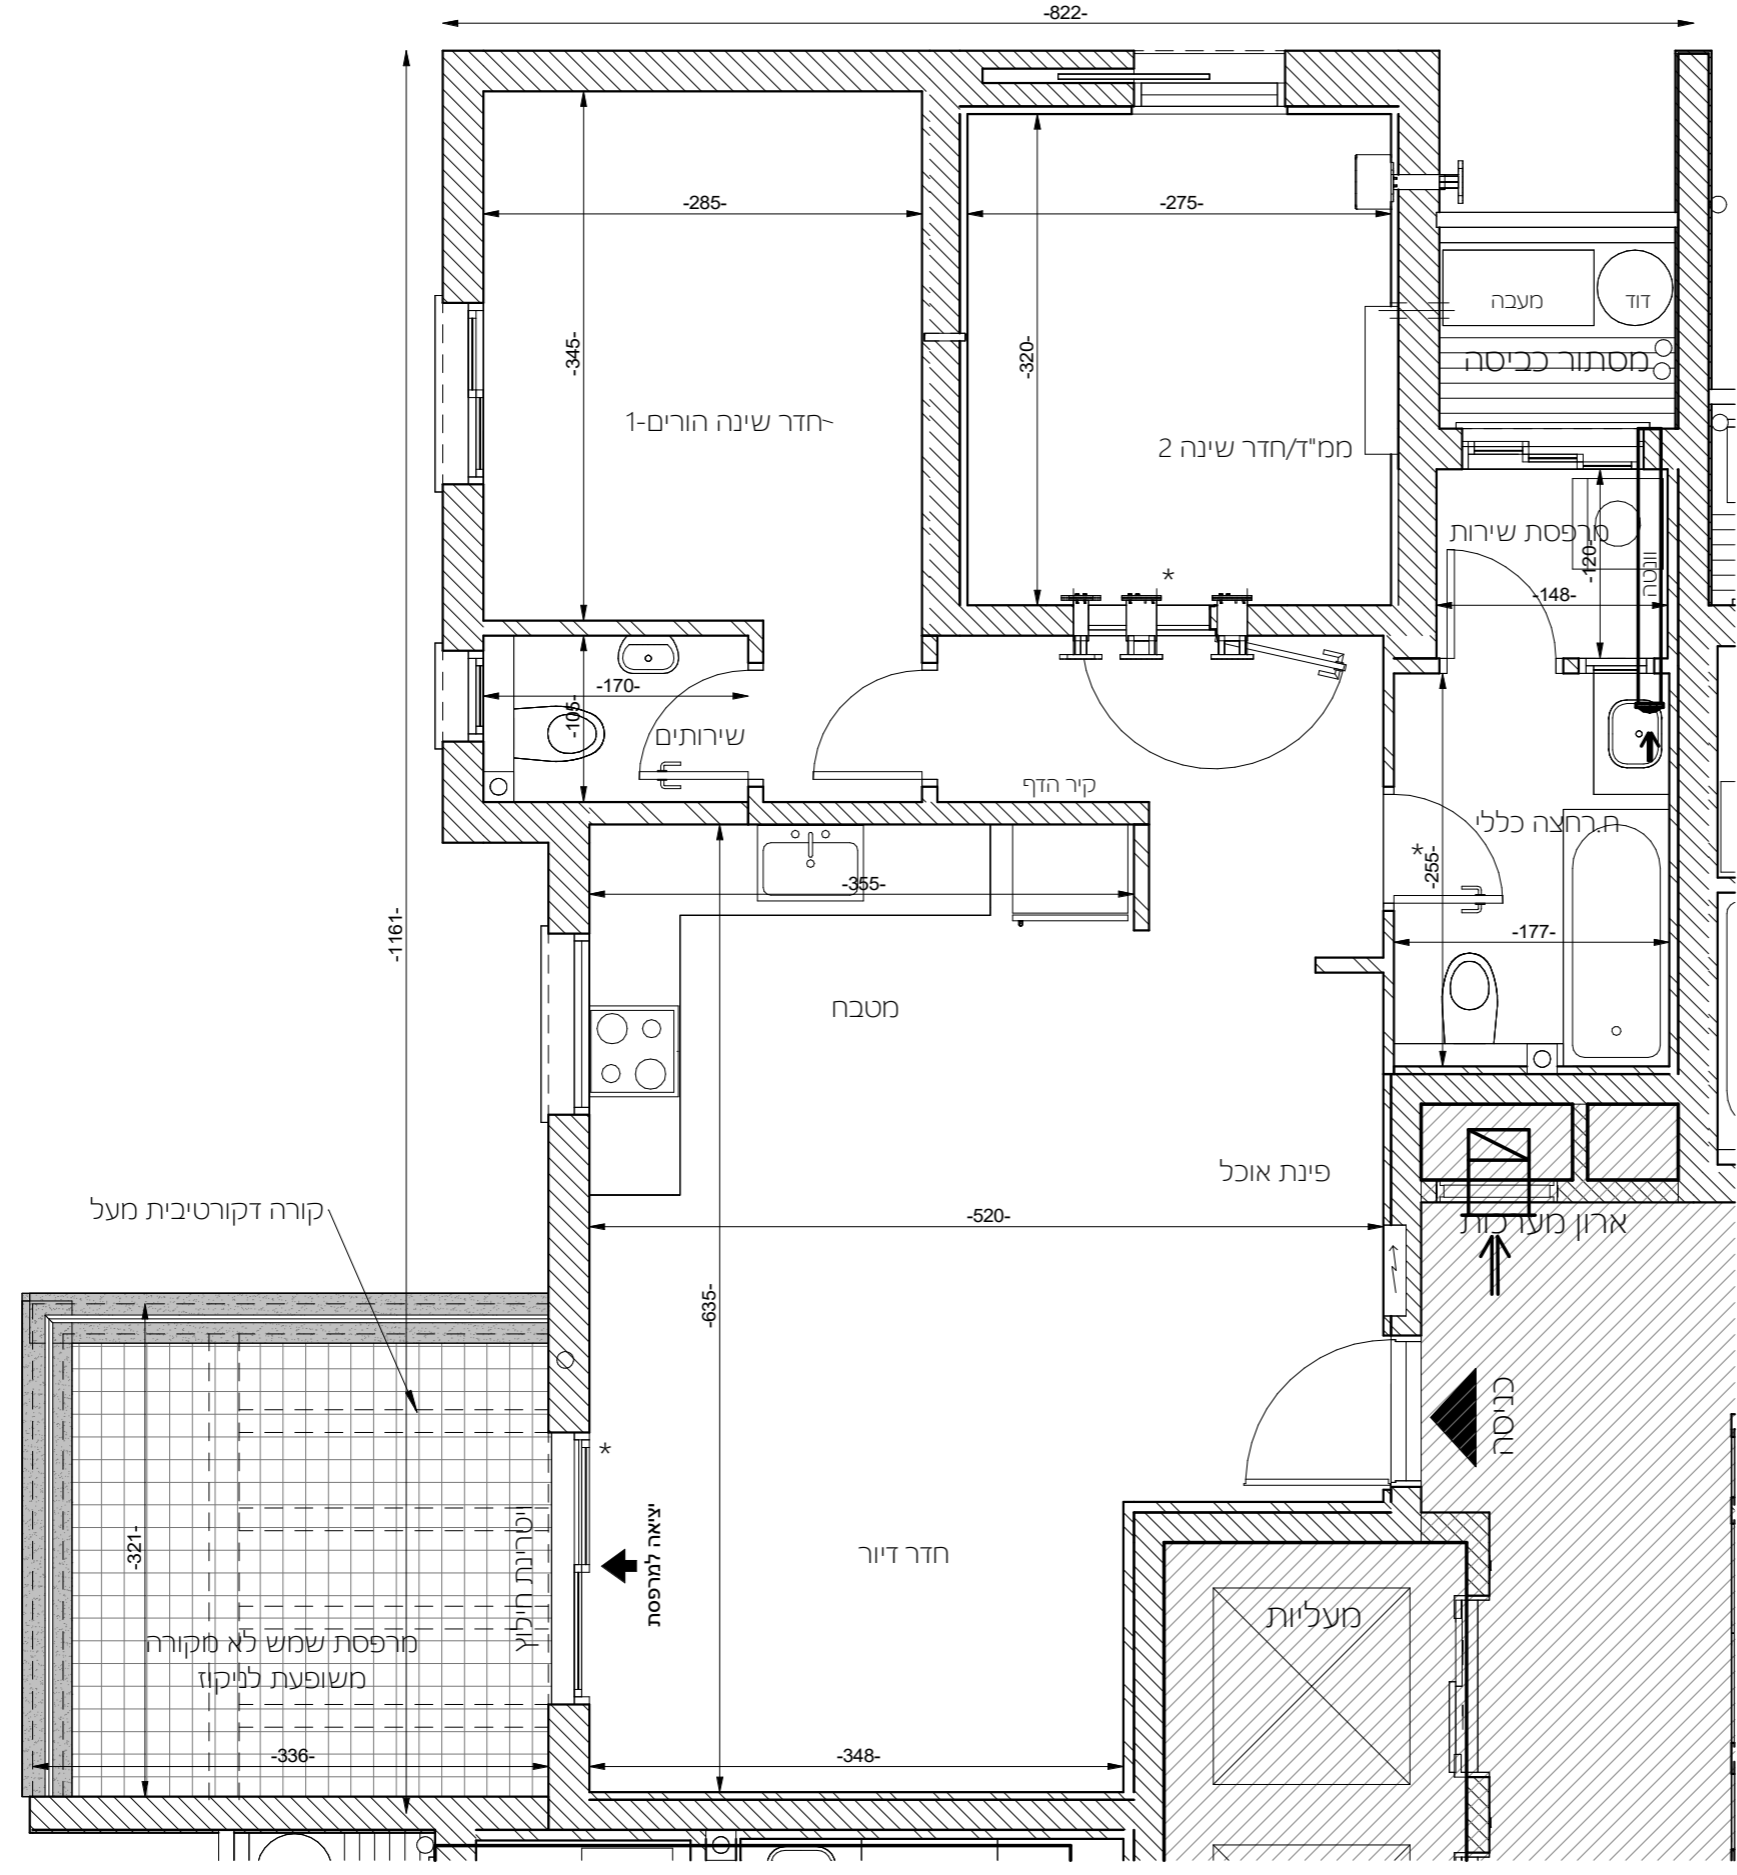 -822-
-285-
-275-
מעבה
דוד
-345-
-320-
מסתור כביסה
חדר שינה הורים-1
ממ"ד/חדר שינה 2
מרפסת שירות
-120-
וונטה
*
-148-
-170-
-105-
שירותים
קיר הדף
ח.רחצה כללי
*
-255-
-355-
-1161-
-177-
מטבח
פינת אוכל
קורה דקורטיבית מעל
-520-
ארון מערכות
-635-
כניסה
*
-321-
ויטרינת חילוץ
יציאה למרפסת
חדר דיור
מעליות
מרפסת שמש לא מקורה
משופעת לניקוז
-336-
-348-